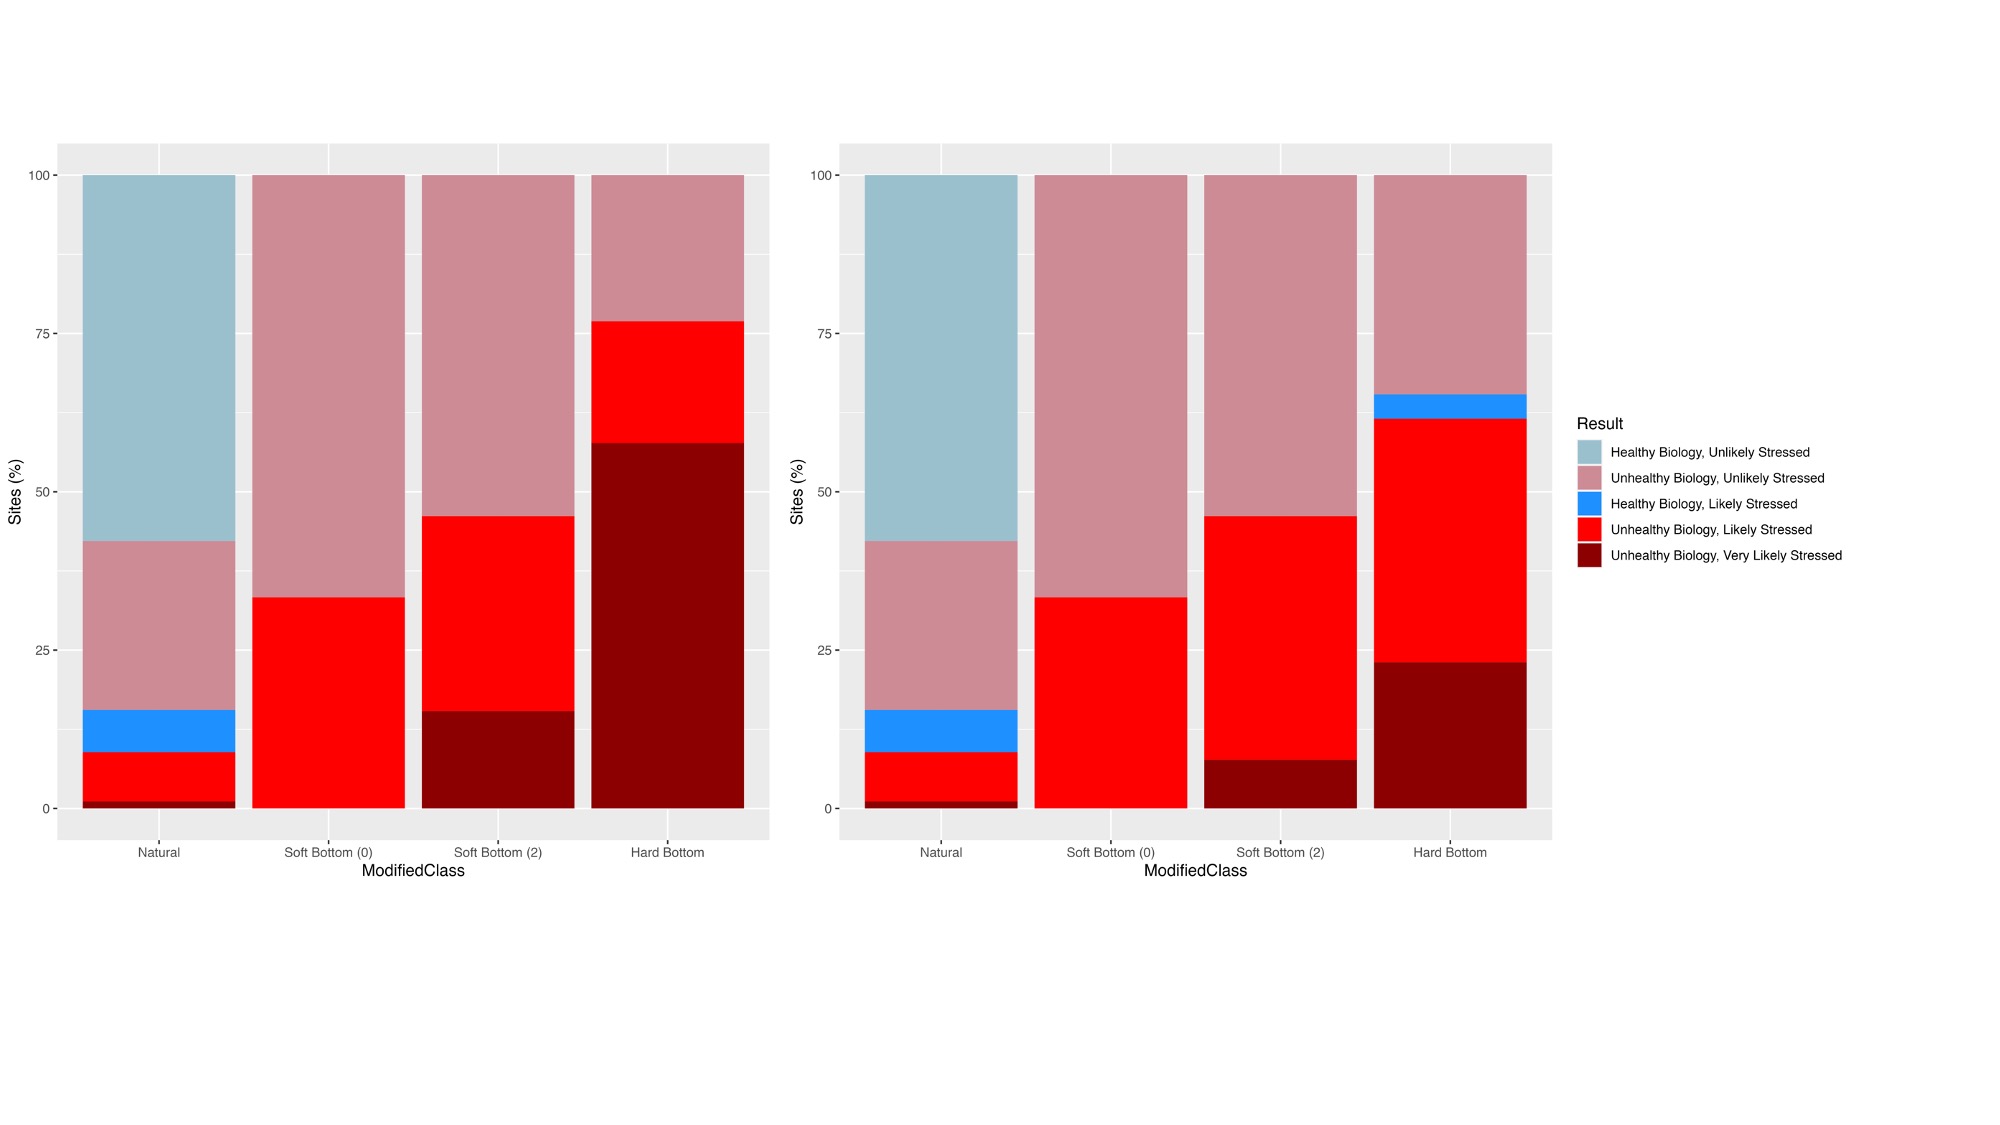 Sites (%)
100
75
50
25
0
Natural
Soft Bottom (0)
Soft Bottom (2)
Hard Bottom
ModifiedClass
Sites (%)
100
75
50
25
0
Natural
Soft Bottom (0)
Soft Bottom (2)
Hard Bottom
ModifiedClass
Result
Healthy Biology, Unlikely Stressed
Unhealthy Biology, Unlikely Stressed
Healthy Biology, Likely Stressed
Unhealthy Biology, Likely Stressed
Unhealthy Biology, Very Likely Stressed